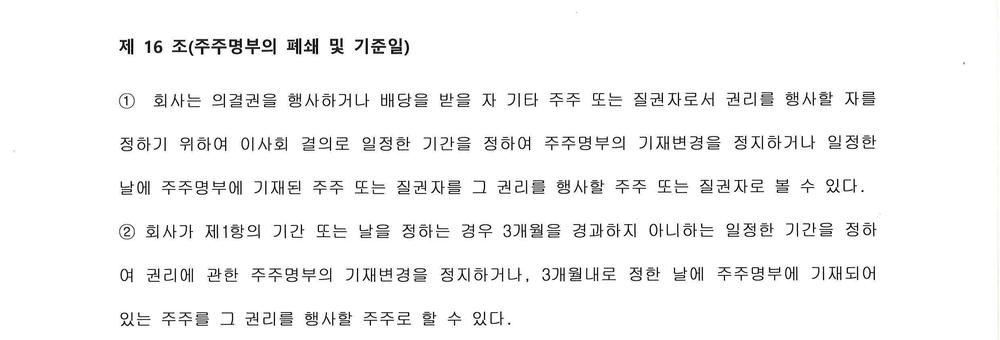 제 16 조(주주명부의 폐쇄 및 기준일)
① 회사는 의결권을 행사하거나 배당을 받을 자 기타 주주 또는 질권자로서 권리를 행사할 자를
정하기 위하여 이사회 결의로 일정한 기간을 정하여 주주명부의 기재변경을 정지하거나 일정한
날에 주주명부에 기재된 주주 또는 질권자를 그 권리를 행사할 주주 또는 질권자로 볼 수 있다.
② 회사가 제1항의 기간 또는 날을 정하는 경우 3개월을 경과하지 아니하는 일정한 기간을 정하
여 권리에 관한 주주명부의 기재변경을 정지하거나, 3개월내로 정한 날에 주주명부에 기재되어
있는 주주를 그 권리를 행사할 주주로 할 수 있다.